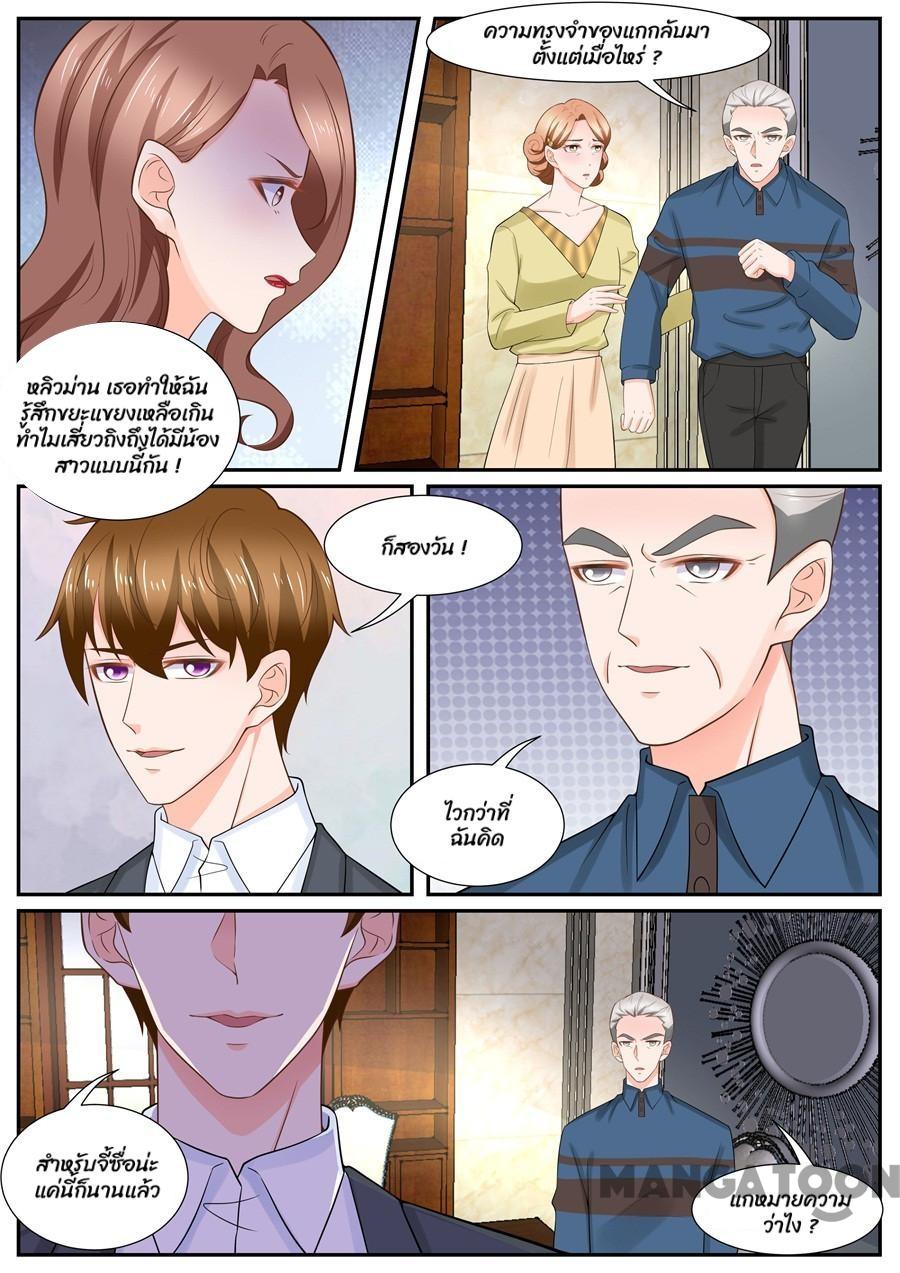 หลิวม่าน เธอทำให้ฉัน
รู้สึกขยะแขยงเหลือเกิน
ทำไมเสี่ยวถิงถึงได้มีน้อง
สาวแบบนี้กัน !
ความทรงจำของแกกลับมา
ตั้งแต่เมื่อไหร่ ?
ก็สองวัน !
ไวกว่าที่
ฉันคิด
สำหรับจี้ซื่อน่ะ
แค่นี้ก็นานแล้ว
แกหมายความ
ว่าไง ?
MANGATOON